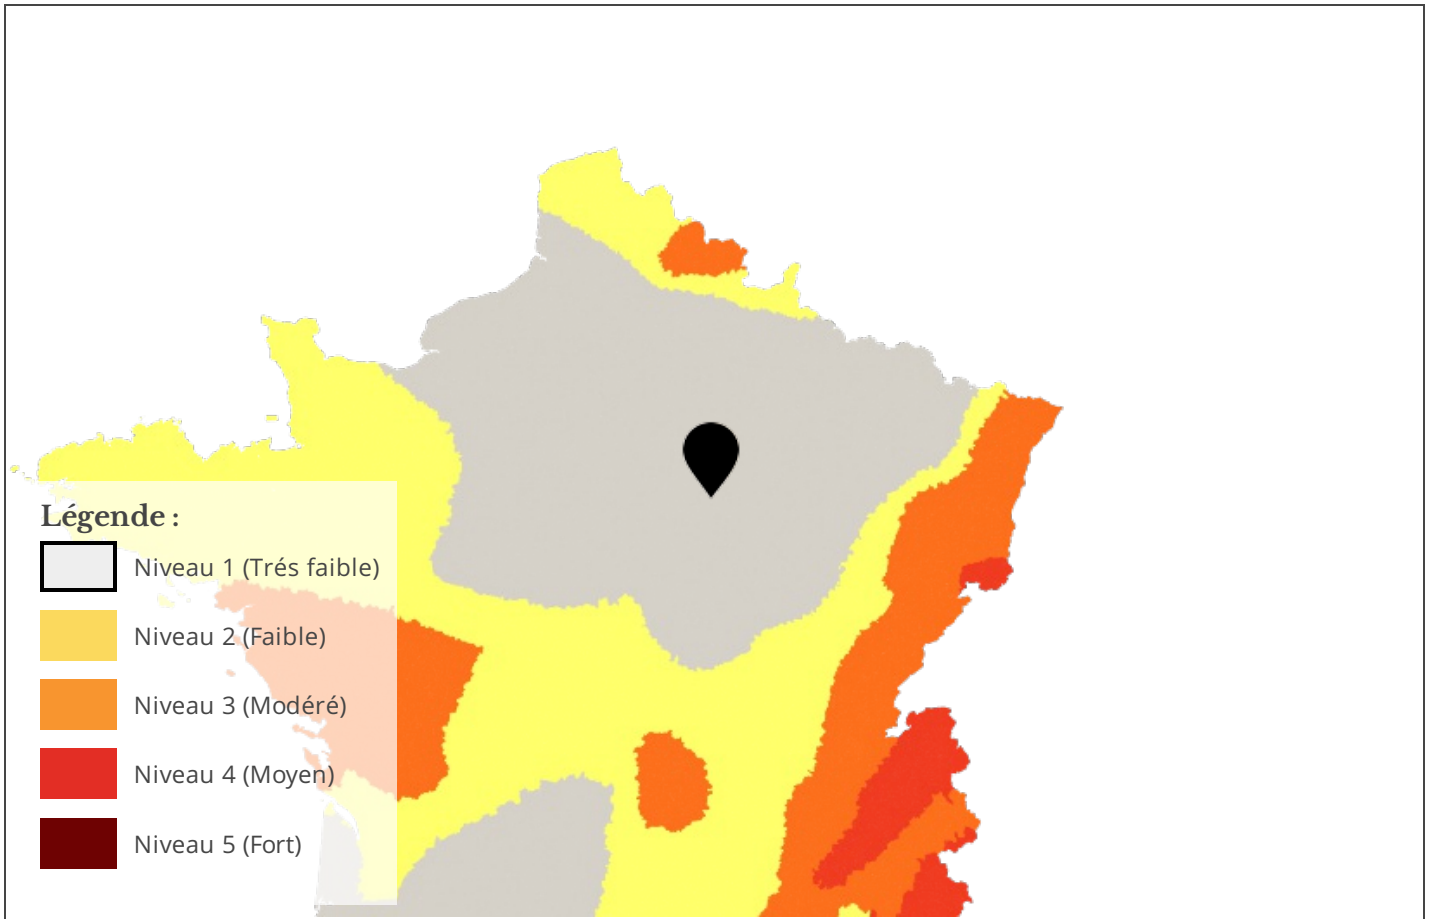 Légende :
Niveau 1 (Trés faible)
Niveau 2 (Faible)
Niveau 3 (Modéré)
Niveau 4 (Moyen)
Niveau 5 (Fort)